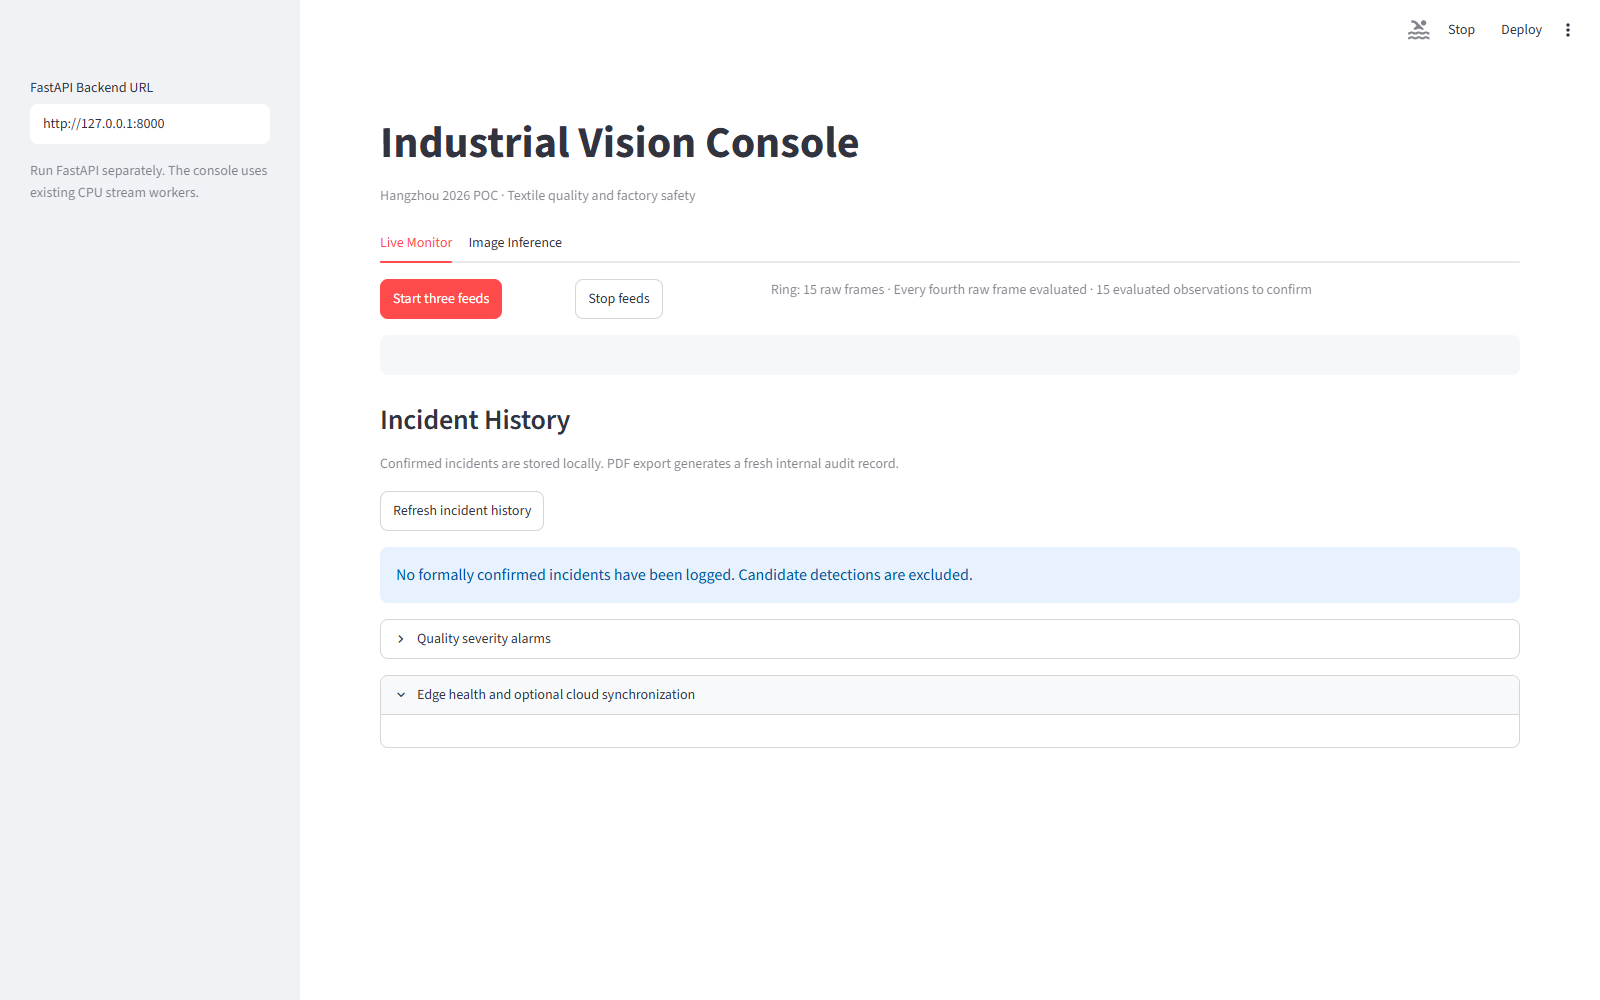 Stop
Deploy
FastAPI Backend URL
http://127.0.0.1:8000
Run FastAPI separately. The console uses
existing CPU stream workers.
Industrial Vision Console
Hangzhou 2026 POC · Textile quality and factory safety
Live Monitor
Image Inference
Start three feeds
Stop feeds
Ring: 15 raw frames · Every fourth raw frame evaluated · 15 evaluated observations to confirm
Incident History
Confirmed incidents are stored locally. PDF export generates a fresh internal audit record.
Refresh incident history
No formally confirmed incidents have been logged. Candidate detections are excluded.
Quality severity alarms
Edge health and optional cloud synchronization